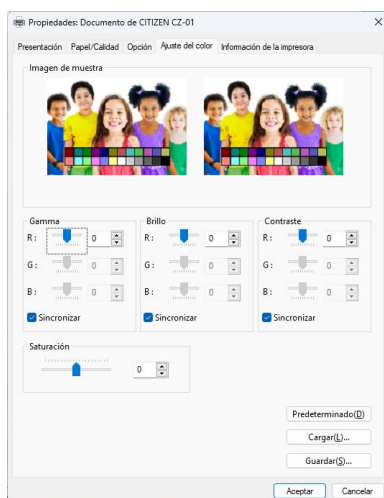 Propiedades: Documento de CITIZEN CZ-01
Presentación Papel/Calidad Opción Ajuste del color Información de la impresora
Imagen de muestra
Gamma
R: 0
G: 0
B: 0
Sincronizar
Brillo
R: 0
G: 0
B: 0
Sincronizar
Contraste
R: 0
G: 0
B: 0
Sincronizar
Saturación
0
Predeterminado(D)
Cargar(L)...
Guardar(S)...
Aceptar Cancelar